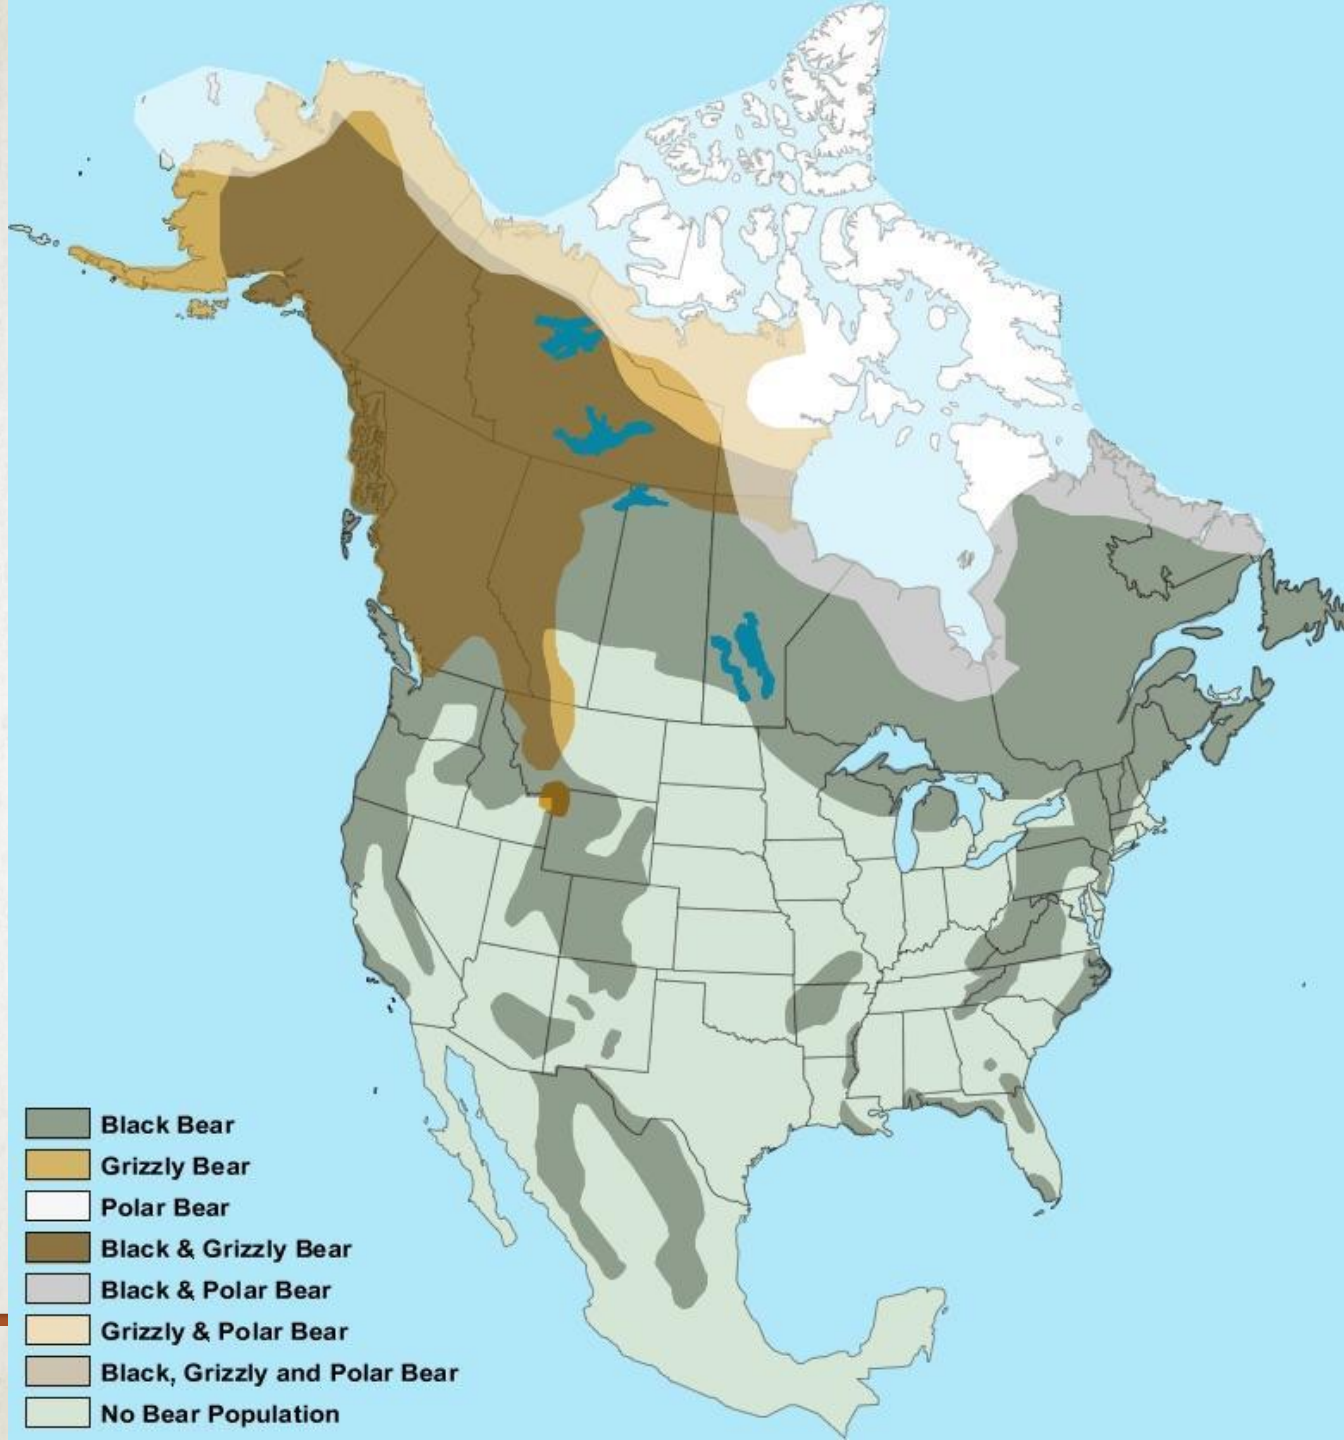 Black Bear
Grizzly Bear
Polar Bear
Black & Grizzly Bear
Black & Polar Bear
Grizzly & Polar Bear
Black, Grizzly and Polar Bear
No Bear Population